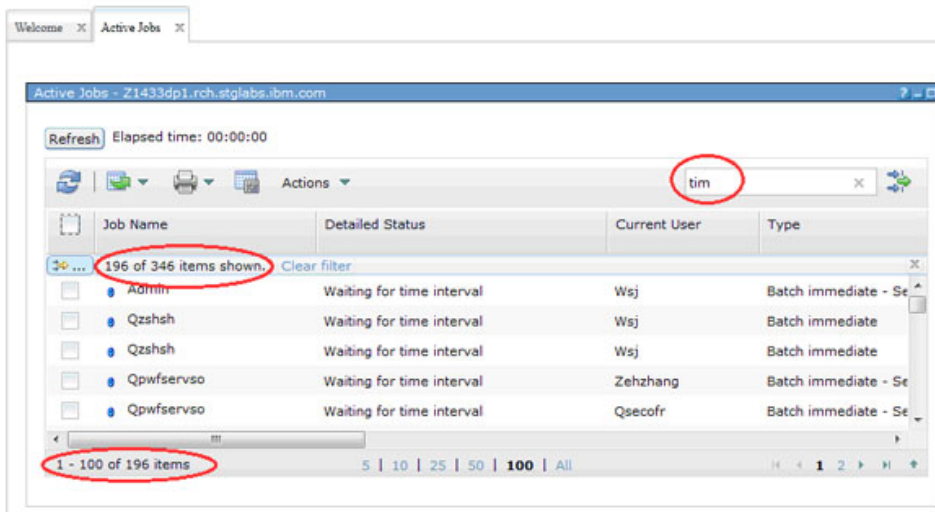 Welcome X Active Jobs X
Active Jobs - Z1433dp1.rch.stglabs.ibm.com ?
Refresh Elapsed time: 00:00:00
Actions tim
Job Name Detailed Status Current User Type
... 196 of 346 items shown. Clear filter
Admin Waiting for time interval Wsj Batch immediate - Se
Qzshsh Waiting for time interval Wsj Batch immediate
Qzshsh Waiting for time interval Wsj Batch immediate
Qpwfservso Waiting for time interval Zehzhang Batch immediate - Se
Qpwfservso Waiting for time interval Qsecofr Batch immediate - Se
1 - 100 of 196 items 5 | 10 | 25 | 50 | 100 | All 1 2